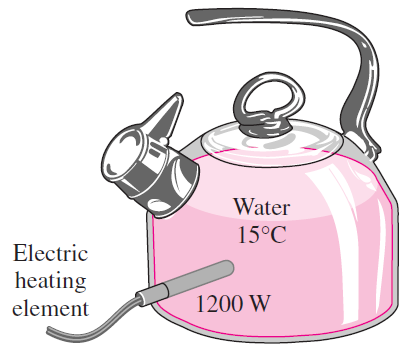 Water
15°C
Electric
heating
element
1200 W